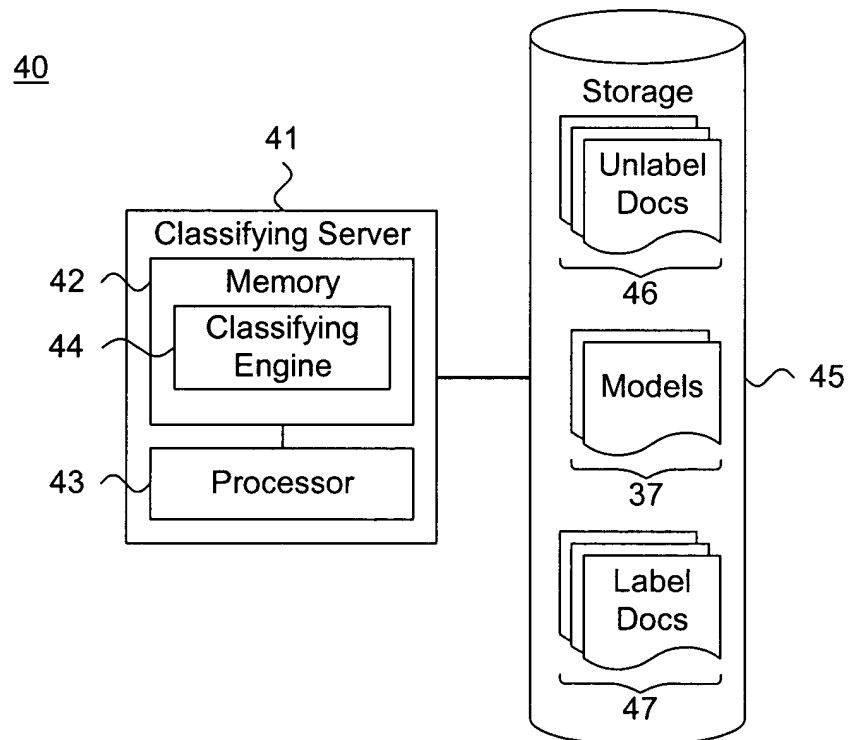 40
41
Classifying Server
42
Memory
44
Classifying
Engine
43
Processor
Storage
Unlabel
Docs
46
Models
37
45
Label
Docs
47